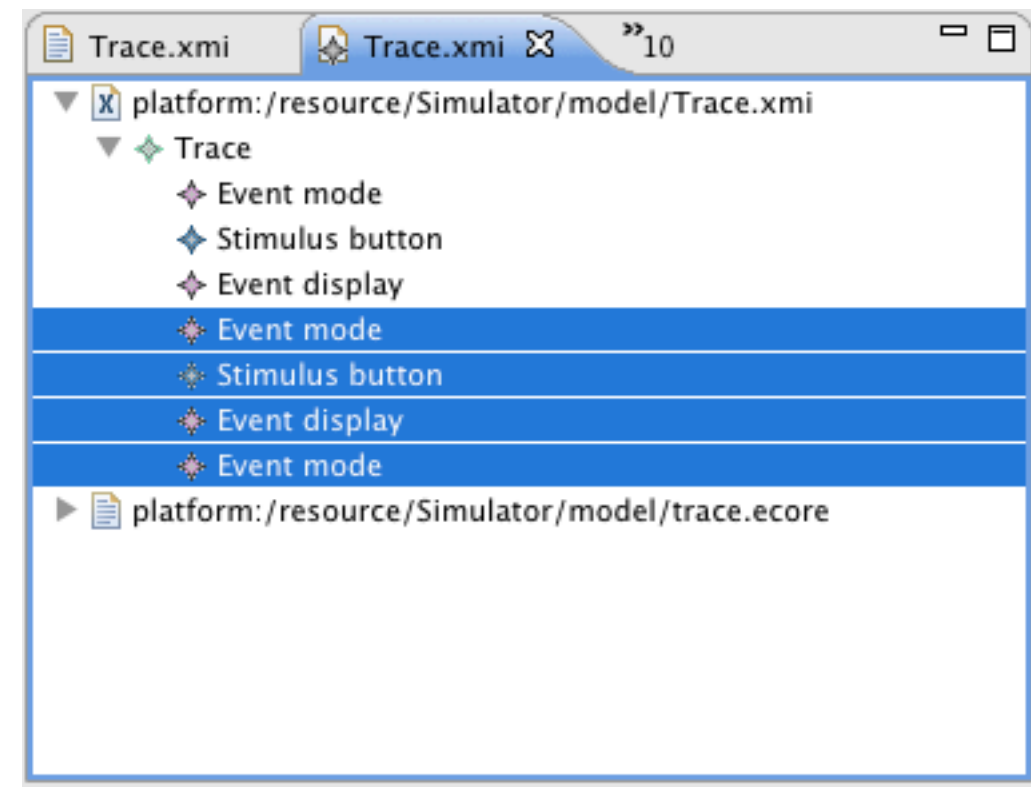 Trace.xmi Trace.xmi »10
platform:/resource/Simulator/model/Trace.xmi
Trace
Event mode
Stimulus button
Event display
Event mode
Stimulus button
Event display
Event mode
platform:/resource/Simulator/model/trace.ecore